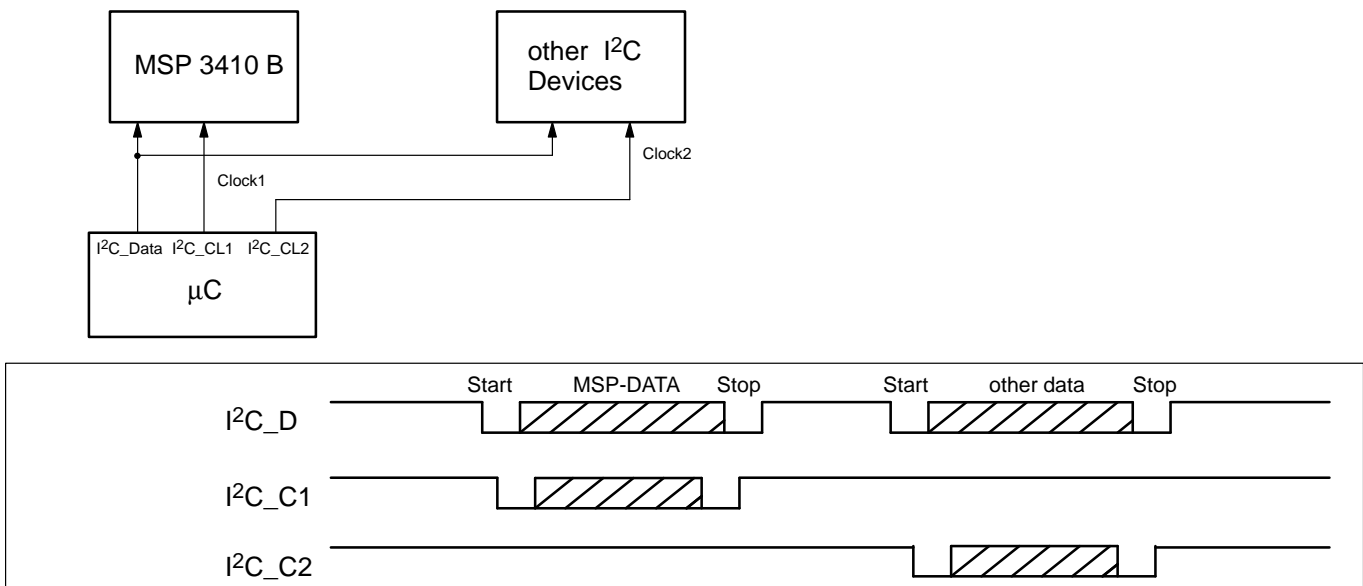 MSP 3410 B
other I²C
Devices
Clock1
Clock2
I²C_Data I²C_CL1 I²C_CL2
µC
Start MSP-DATA Stop Start other data Stop
I²C_D
I²C_C1
I²C_C2